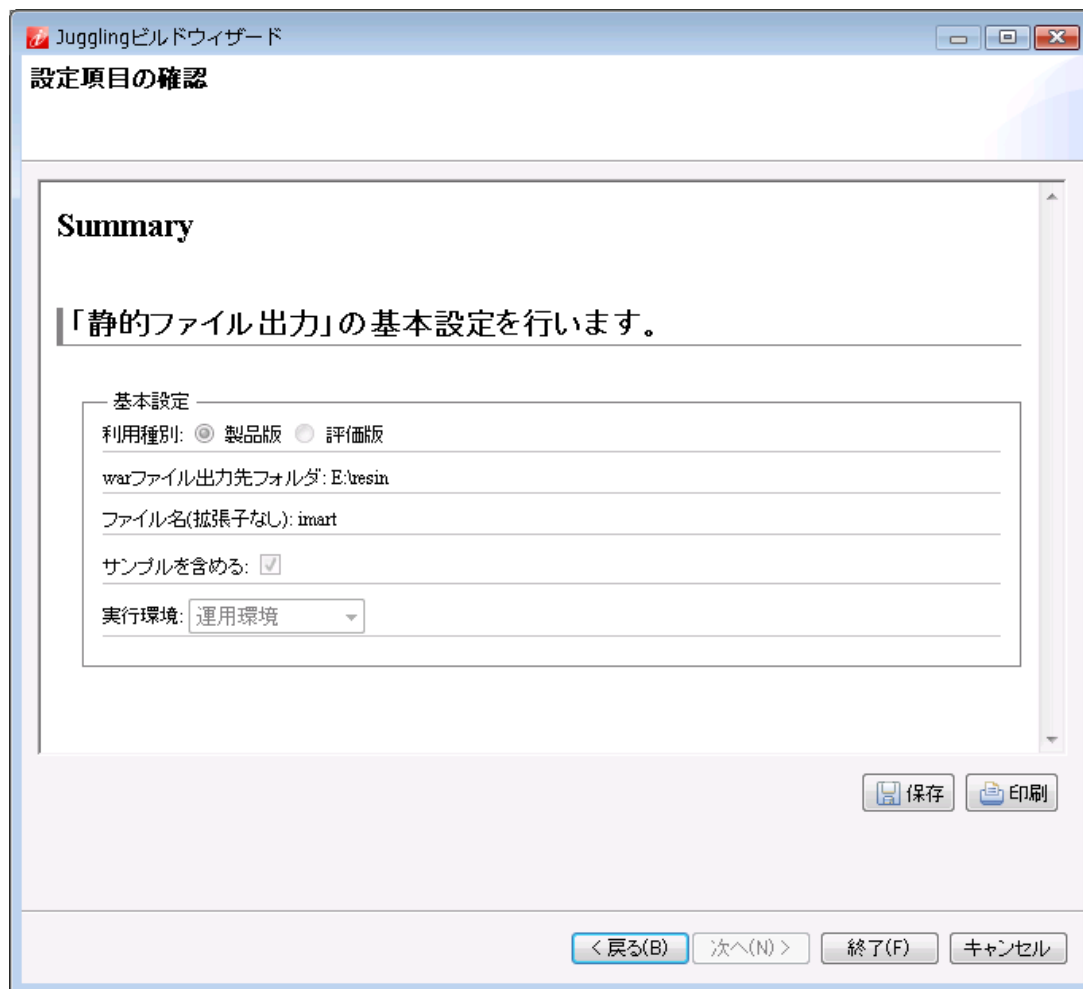 Jugglingビルドウィザード
設定項目の確認
Summary
「静的ファイル出力」の基本設定を行います。
基本設定
利用種別: 製品版 評価版
warファイル出力先フォルダ: E:\resin
ファイル名(拡張子なし): imart
サンプルを含める:
実行環境: 運用環境
保存 印刷
< 戻る(B) 次へ(N) > 終了(F) キャンセル